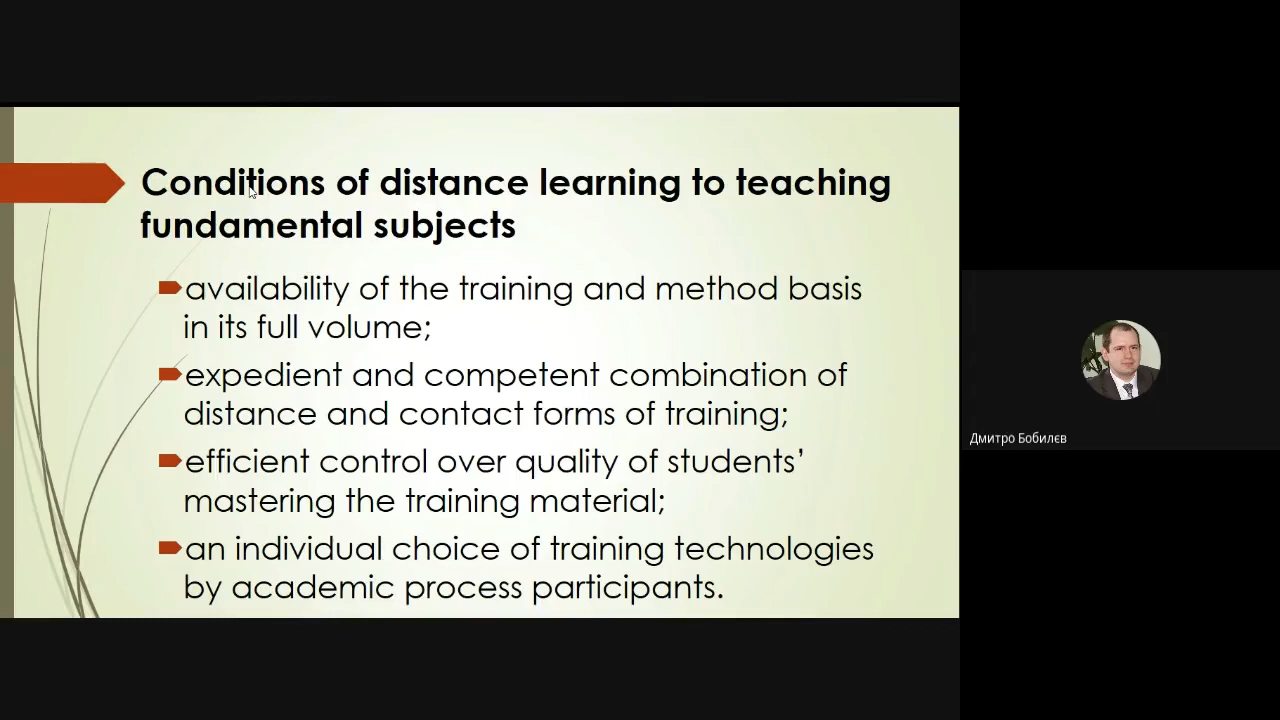 Conditions of distance learning to teaching
fundamental subjects
availability of the training and method basis
in its full volume;
expedient and competent combination of
distance and contact forms of training;
efficient control over quality of students’
mastering the training material;
an individual choice of training technologies
by academic process participants.
Дмитро Бобилєв